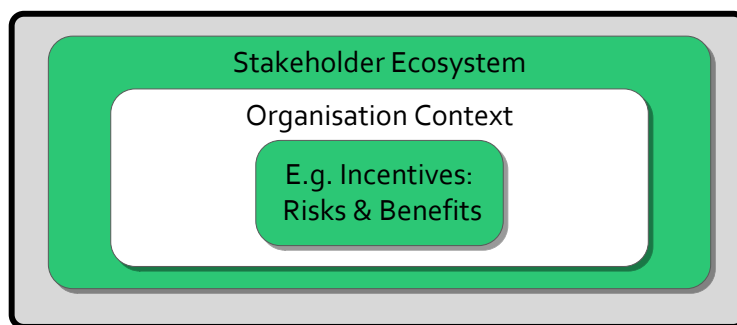 Stakeholder Ecosystem
Organisation Context
E.g. Incentives:
Risks & Benefits